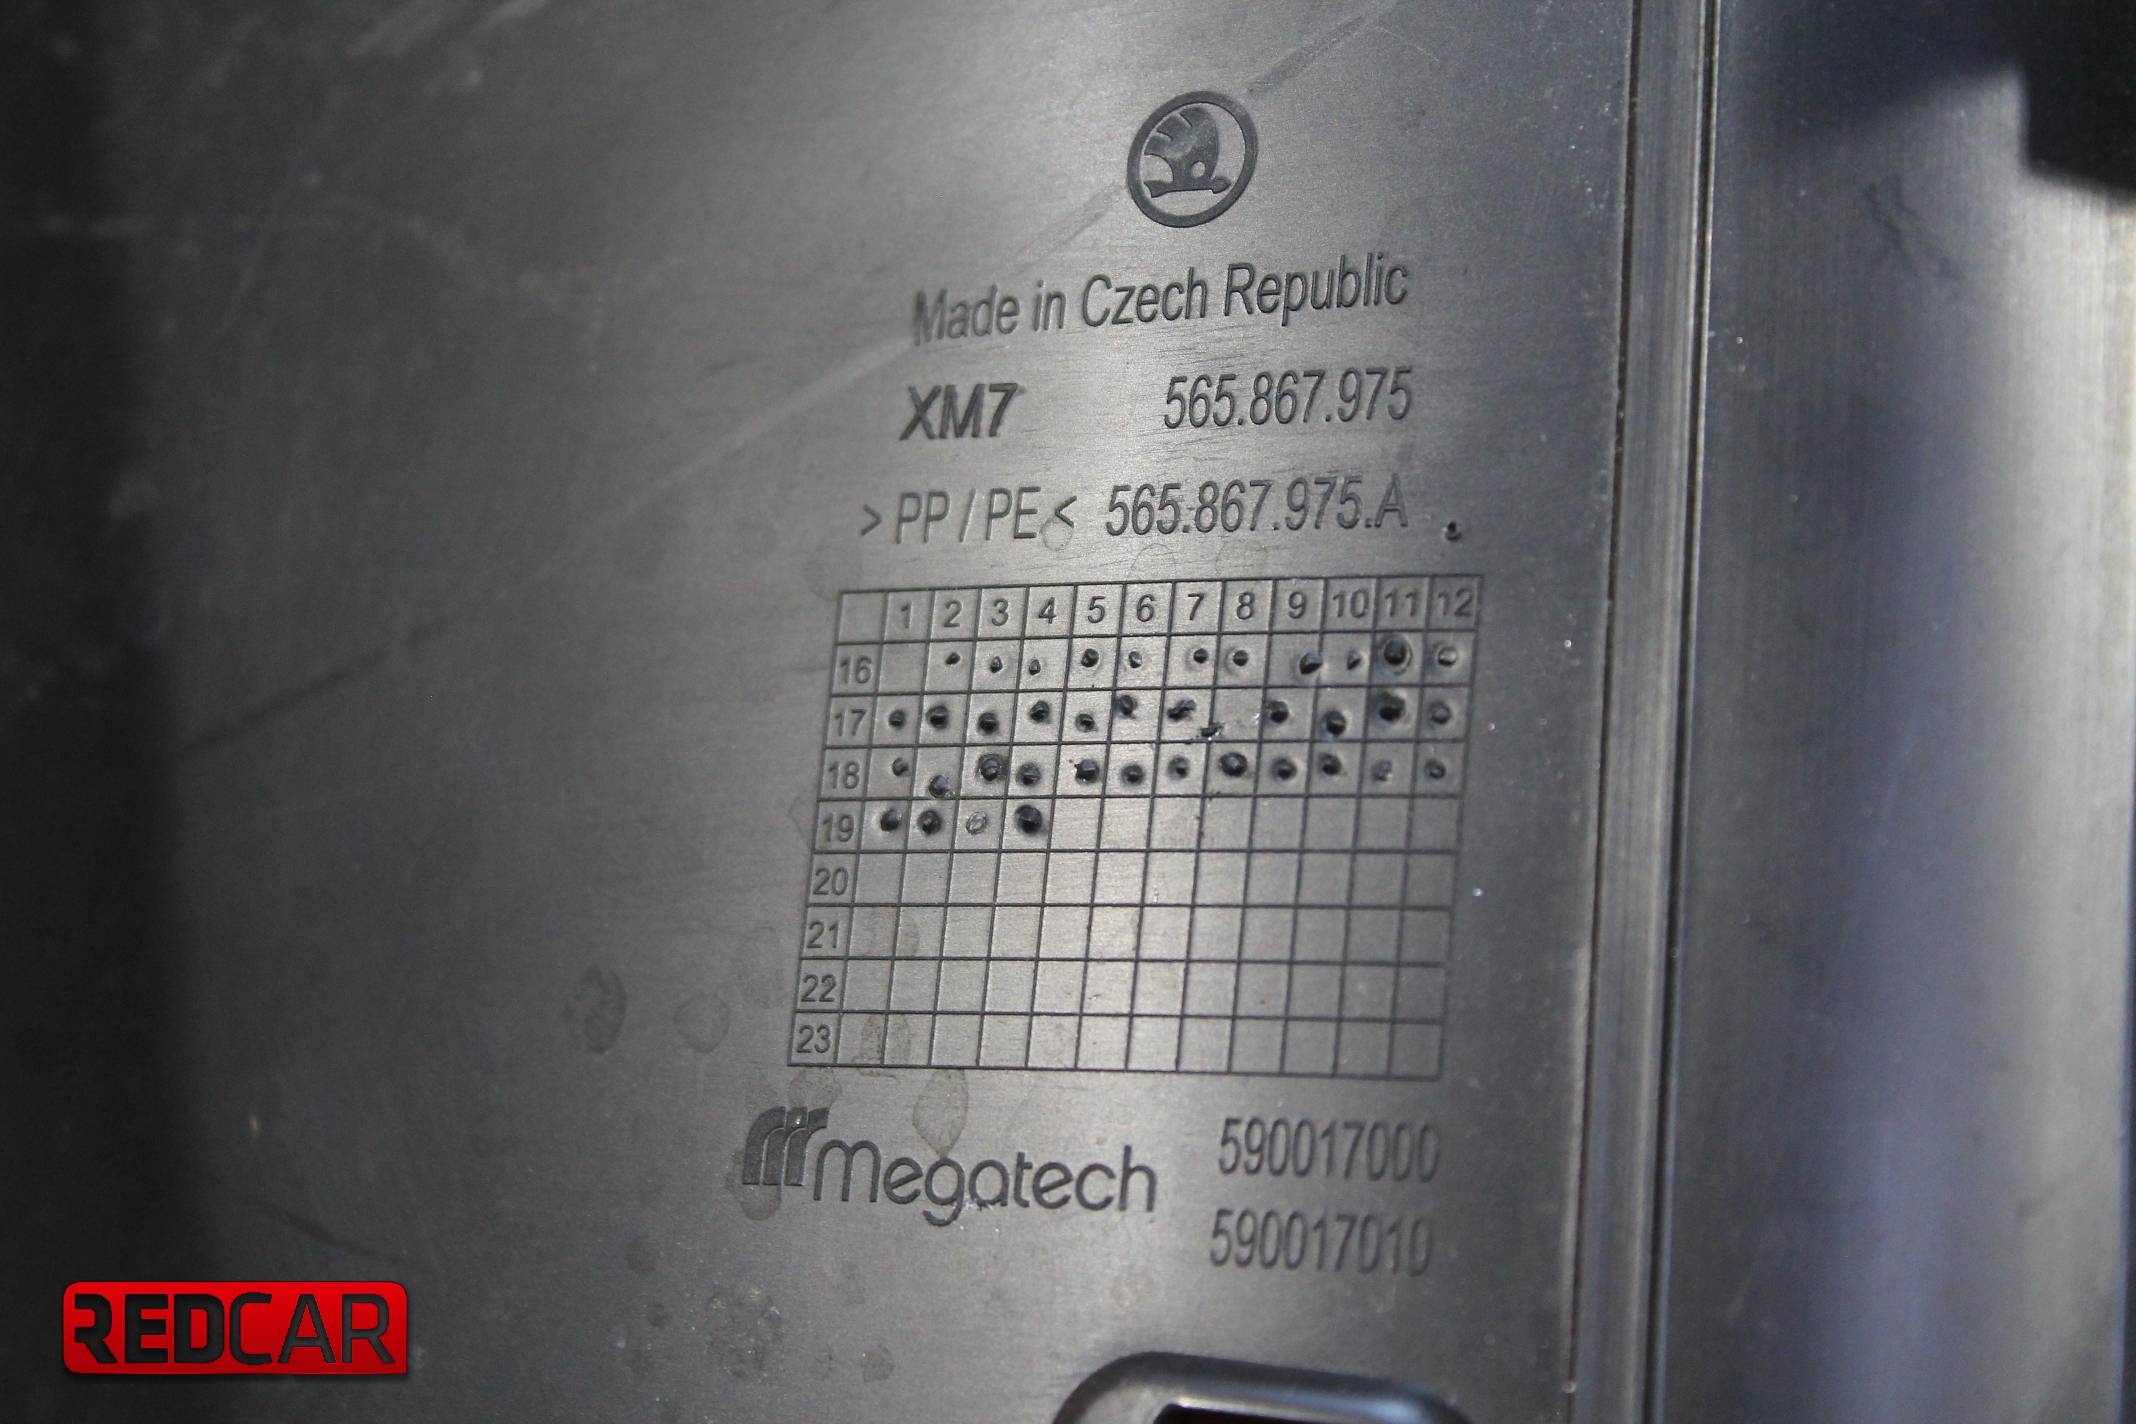 Made in Czech Republic
XM7 565.867.975
>PP/PE< 565.867.975.A
1 2 3 4 5 6 7 8 9 10 11 12
16
17
18
19
20
21
22
23
megatech 590017000
590017010
REDCAR